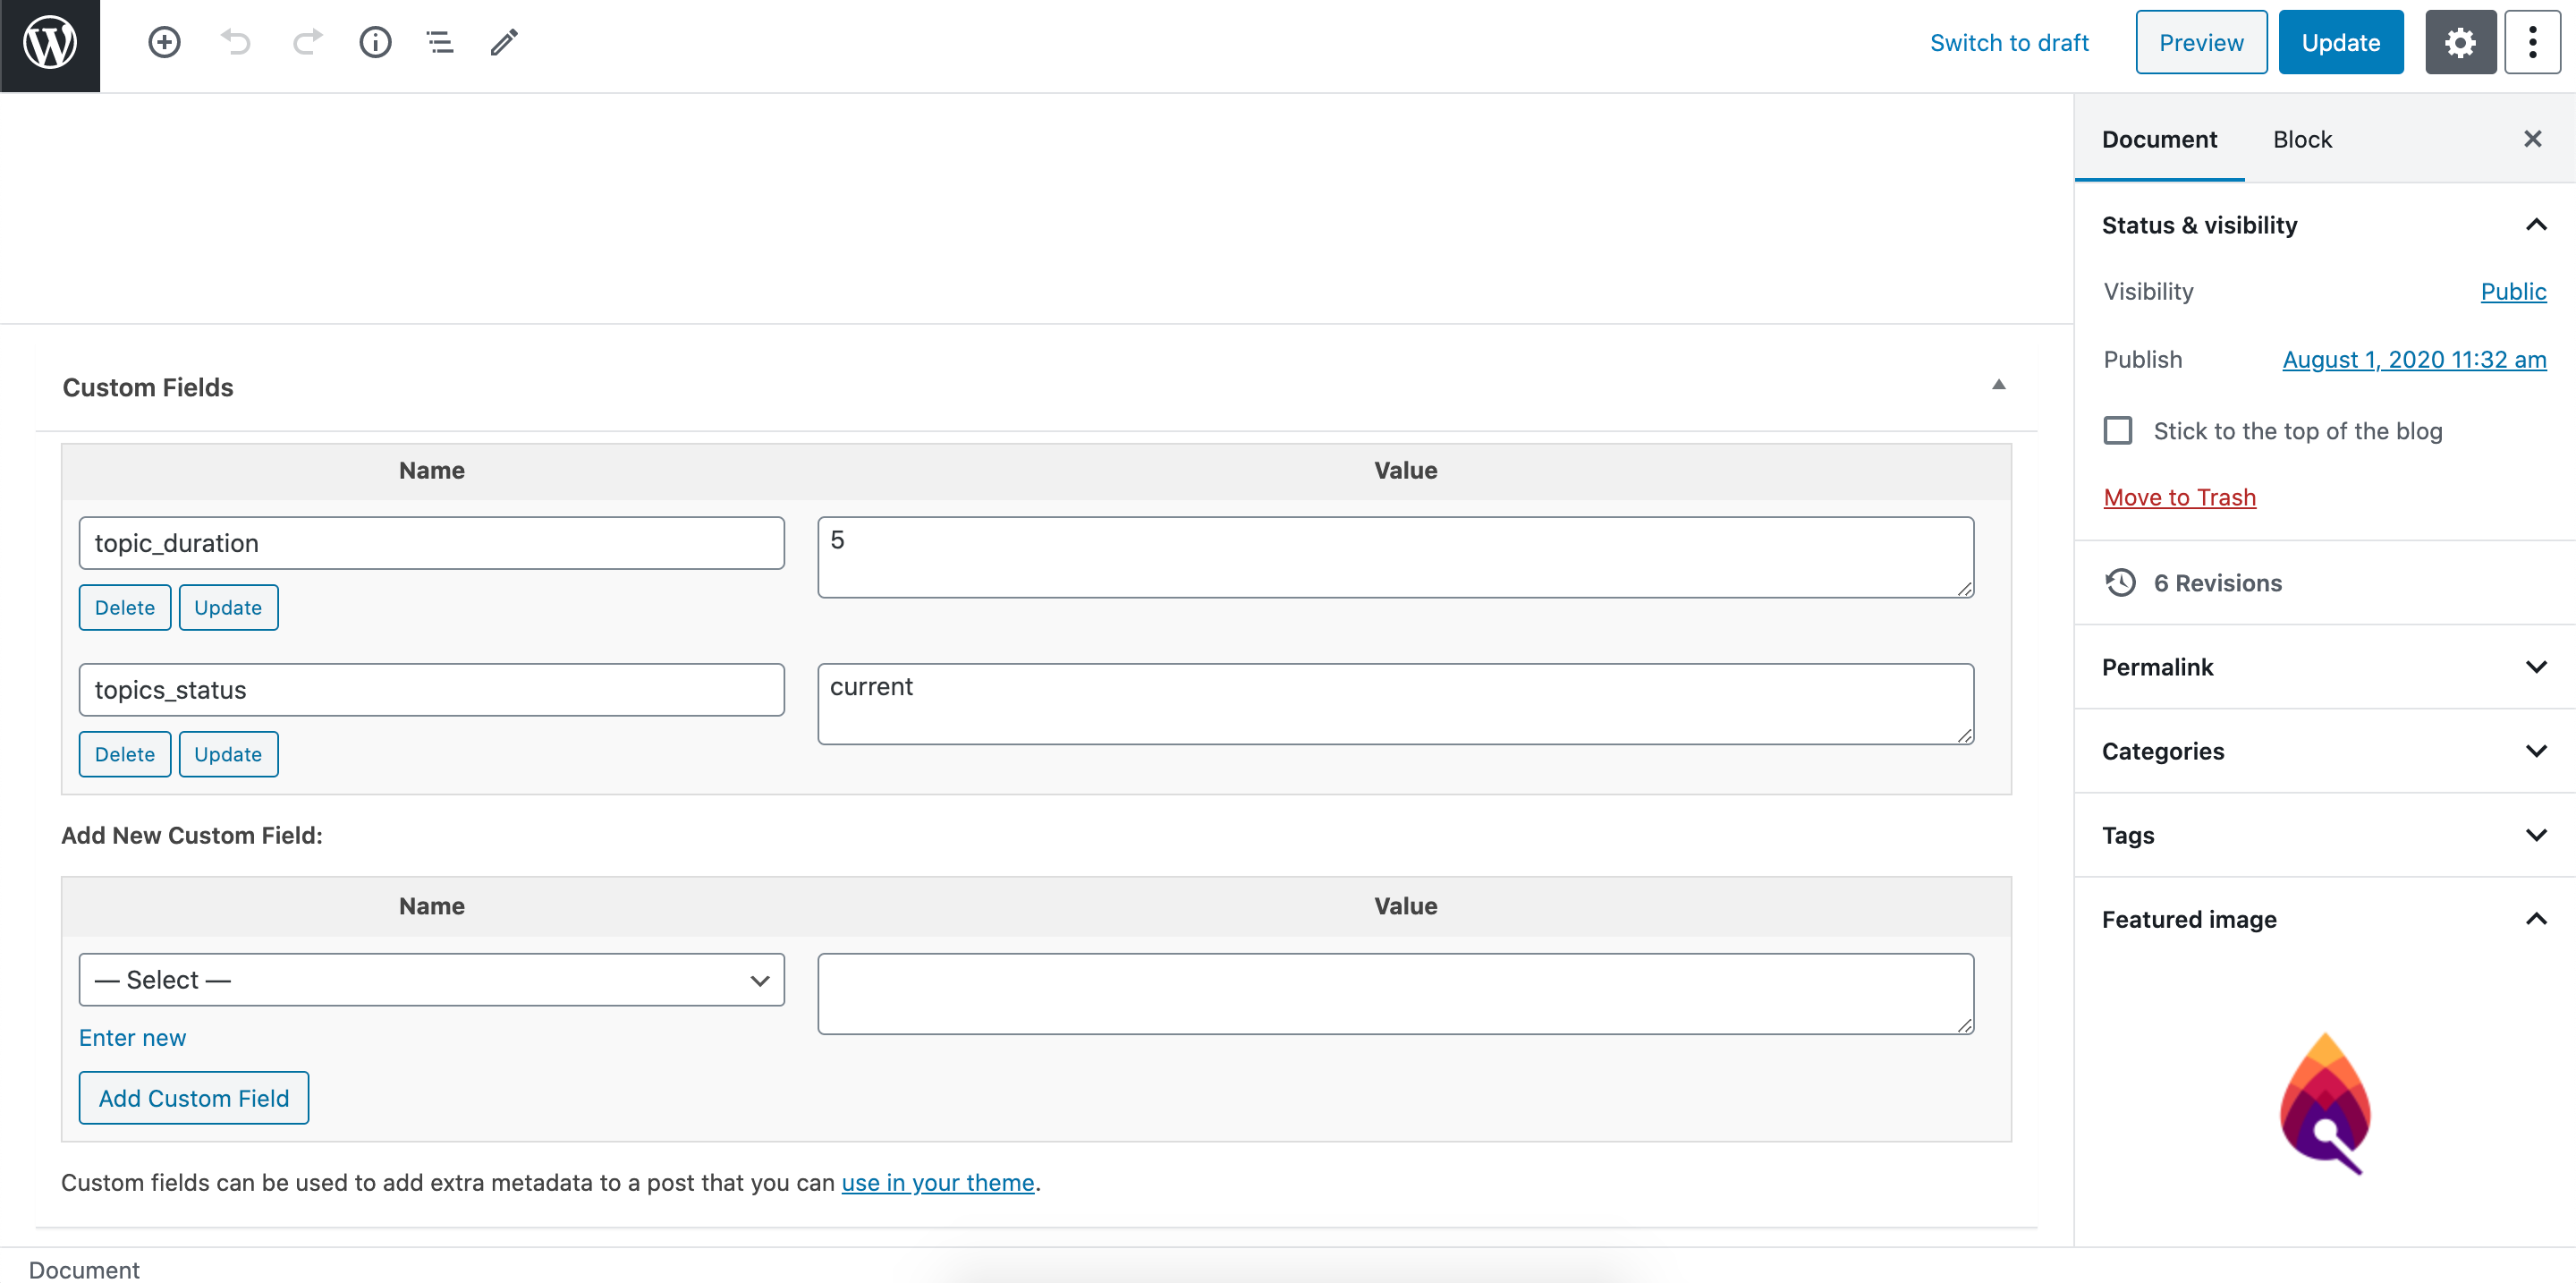 Switch to draft
Preview
Update
Document
Block
Status & visibility
Visibility
Public
Publish
August 1, 2020 11:32 am
Stick to the top of the blog
Move to Trash
6 Revisions
Permalink
Categories
Tags
Featured image
Custom Fields
Name
Value
topic_duration
5
Delete
Update
topics_status
current
Delete
Update
Add New Custom Field:
Name
Value
— Select —
Enter new
Add Custom Field
Custom fields can be used to add extra metadata to a post that you can use in your theme.
Document